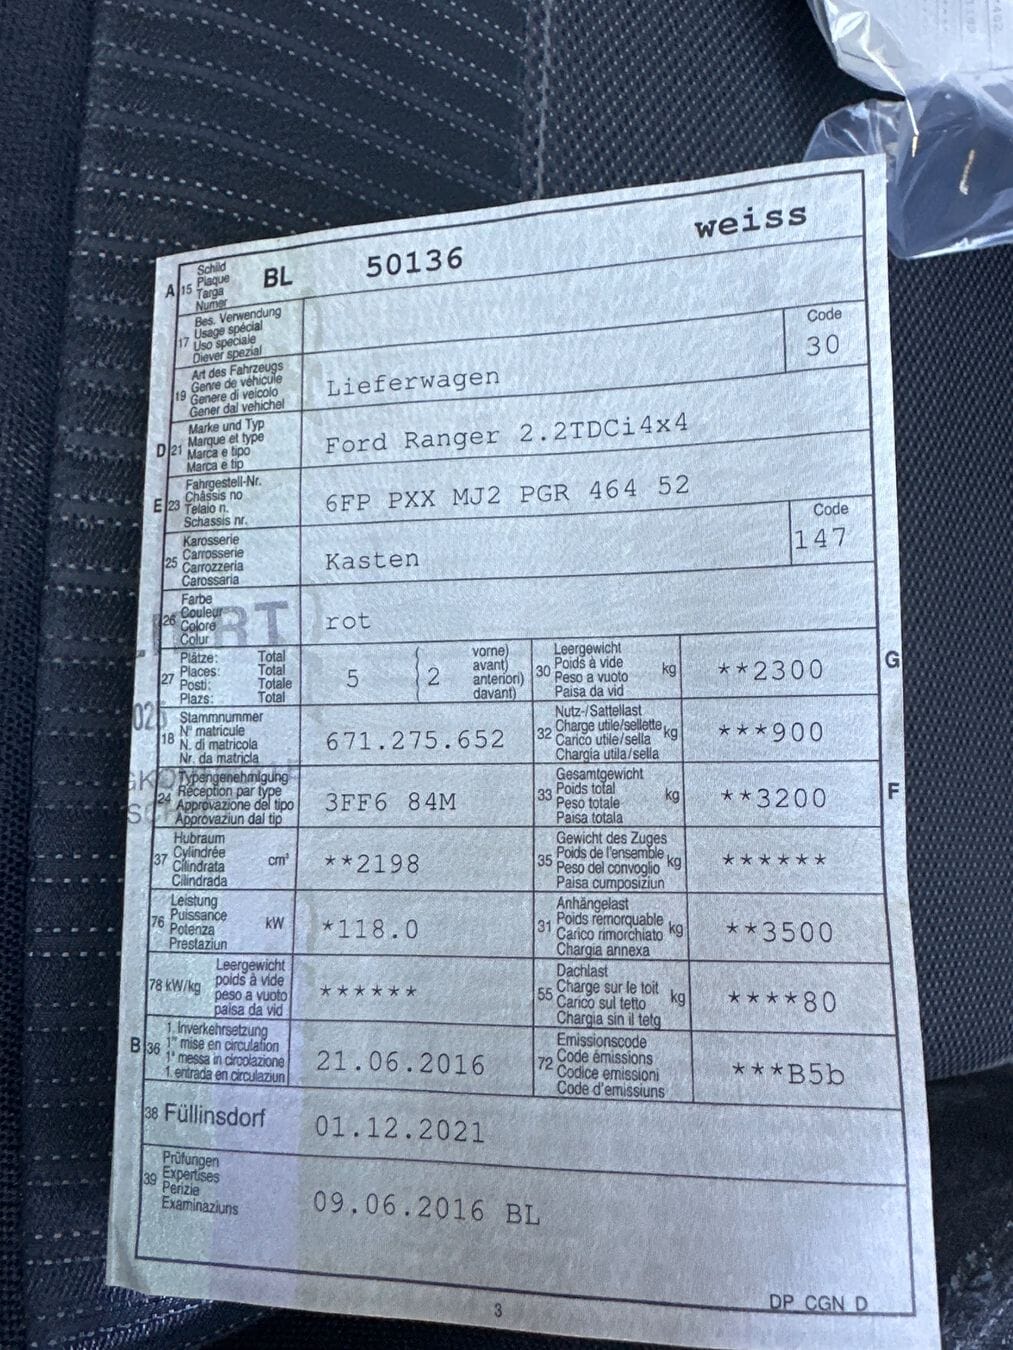 A 15 Schild Plaque Targa Numer BL 50136 weiss
17 Bes. Verwendung
Usage spécial
Uso speciale
Diever spezial
19 Art des Fahrzeugs
Genre de véhicule
Genere di veicolo
Gener dal vehichel
Lieferwagen
Code
30
D 21 Marke und Typ
Marque et type
Marca e tipo
Marca e tip
Ford Ranger 2.2TDCi4x4
E 23 Fahrgestell-Nr.
Châssis no
Telaio n.
Schassis nr.
6FP PXX MJ2 PGR 464 52
25 Karosserie
Carrosserie
Carrozzeria
Carossaria
Kasten
Code
147
26 Farbe
Couleur
Colore
Colur
rot
27 Plätze: Total
Places: Total
Posti: Totale
Plazs: Total
5 { 2
vorne)
avant)
anteriori)
davant)
30 Leergewicht
Poids à vide
Peso a vuoto
Paisa da vid
kg
**2300
G
18 Stammnummer
N° matricule
N. di matricola
Nr. da matricla
671.275.652
32 Nutz-/Sattellast
Charge utile/sellette
Carico utile/sella
Chargia utila/sella
kg
***900
24 Typengenehmigung
Réception par type
Approvazione del tipo
Approvaziun dal tip
3FF6 84M
33 Gesamtgewicht
Poids total
Peso totale
Paisa totala
kg
**3200
F
37 Hubraum
Cylindrée
Cilindrata
Cilindrada
cm³
**2198
35 Gewicht des Zuges
Poids de l'ensemble
Peso del convoglio
Paisa cumposiziun
kg
******
76 Leistung
Puissance
Potenza
Prestaziun
kW
*118.0
31 Anhängelast
Poids remorquable
Carico rimorchiato
Chargia annexa
kg
**3500
78 kW/kg
Leergewicht
poids à vide
peso a vuoto
paisa da vid
******
55 Dachlast
Charge sur le toit
Carico sul tetto
Chargia sin il tetg
kg
****80
B 36 1. Inverkehrsetzung
1re mise en circulation
1a messa in circolazione
1. entrada en circulaziun
21.06.2016
72 Emissionscode
Code émissions
Codice emissioni
Code d'emissiuns
***B5b
38 Füllinsdorf
01.12.2021
39 Prüfungen
Expertises
Perizie
Examinaziuns
09.06.2016 BL
3
DP CGN D